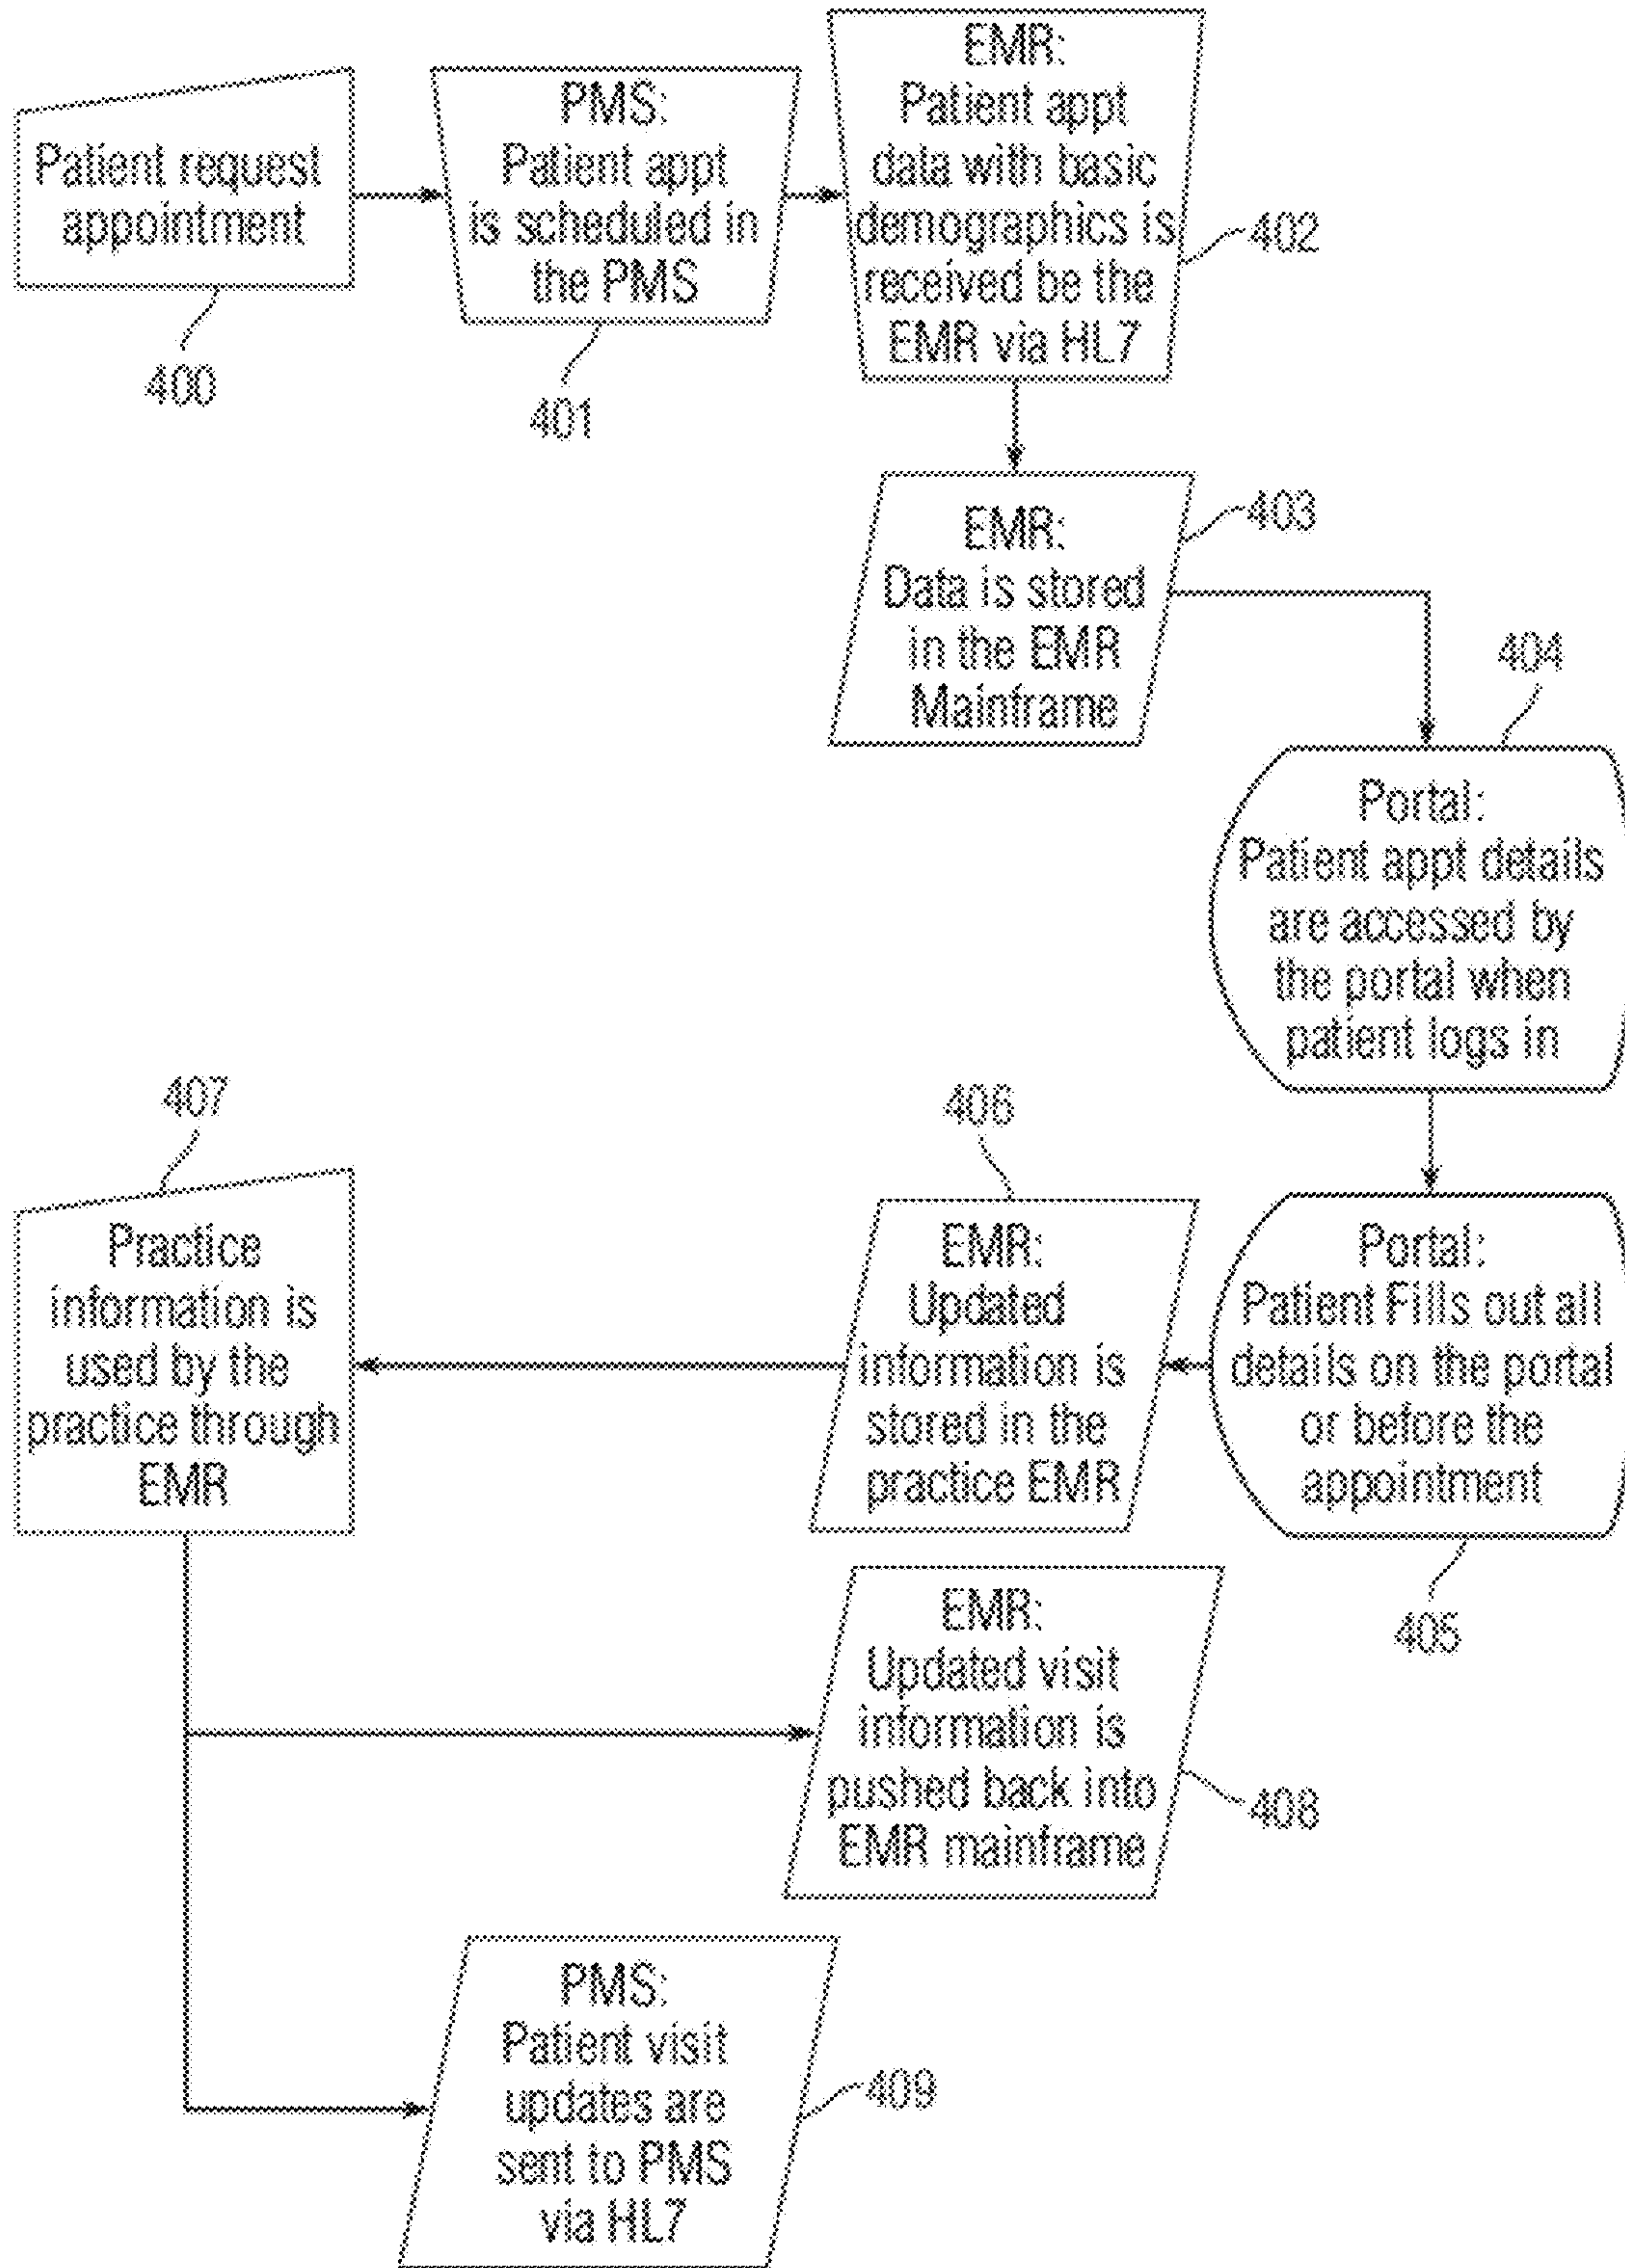 Patient request
appointment
400
PMS:
Patient appt
is scheduled in
the PMS
401
EMR:
Patient appt
data with basic
demographics is
received be the
EMR via HL7
402
EMR:
Data is stored
in the EMR
Mainframe
403
404
Portal:
Patient appt details
are accessed by
the portal when
patient logs in
Portal:
Patient Fills out all
details on the portal
or before the
appointment
405
406
EMR:
Updated
information is
stored in the
practice EMR
407
Practice
information is
used by the
practice through
EMR
EMR:
Updated visit
information is
pushed back into
EMR mainframe
408
PMS:
Patient visit
updates are
sent to PMS
via HL7
409